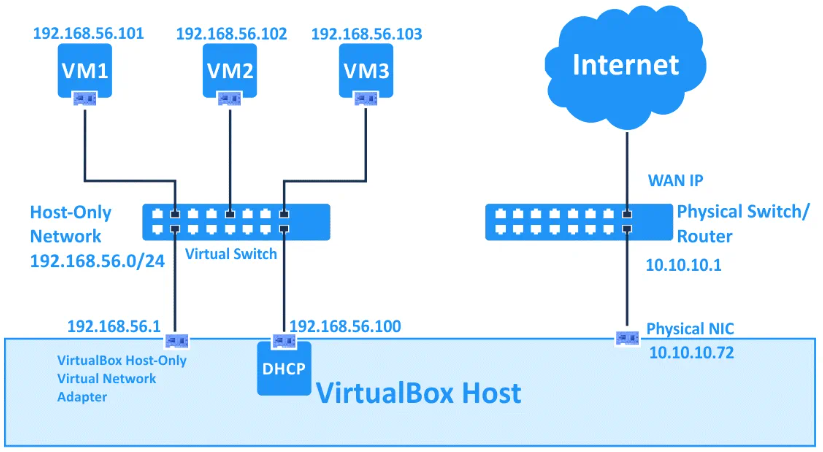 192.168.56.101
192.168.56.102
192.168.56.103
VM1
VM2
VM3
Internet
WAN IP
Host-Only
Network
192.168.56.0/24
Virtual Switch
Physical Switch/
Router
10.10.10.1
192.168.56.1
192.168.56.100
Physical NIC
10.10.10.72
VirtualBox Host-Only
Virtual Network
Adapter
DHCP
VirtualBox Host